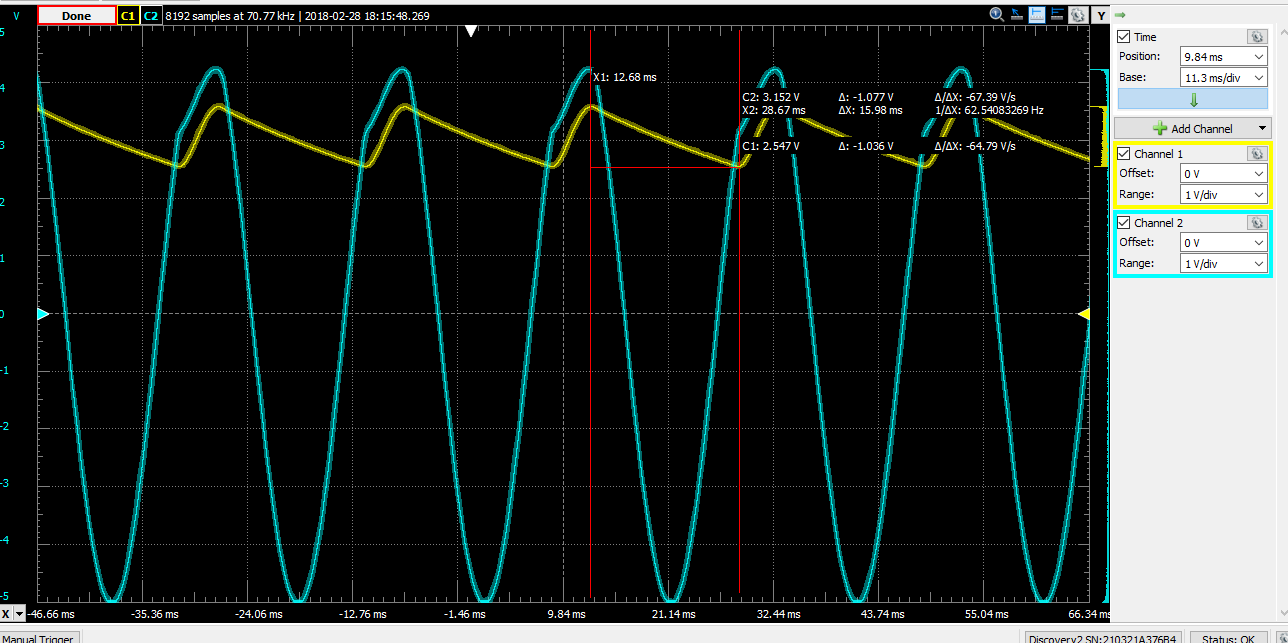 V Done C1 C2 8192 samples at 70.77 kHz | 2018-02-28 18:15:48.269 Y
Time
Position: 9.84 ms
Base: 11.3 ms/div
Add Channel
Channel 1
Offset: 0 V
Range: 1 V/div
Channel 2
Offset: 0 V
Range: 1 V/div
5
4
3
2
1
0
-1
-2
-3
-4
-5
X1: 12.68 ms
C2: 3.152 V Δ: -1.077 V Δ/ΔX: -67.39 V/s
X2: 28.67 ms ΔX: 15.98 ms 1/ΔX: 62.54083269 Hz
C1: 2.547 V Δ: -1.036 V Δ/ΔX: -64.79 V/s
X -46.66 ms -35.36 ms -24.06 ms -12.76 ms -1.46 ms 9.84 ms 21.14 ms 32.44 ms 43.74 ms 55.04 ms 66.34 ms
Manual Trigger Discovery2 SN:210321A376B4 Status: OK